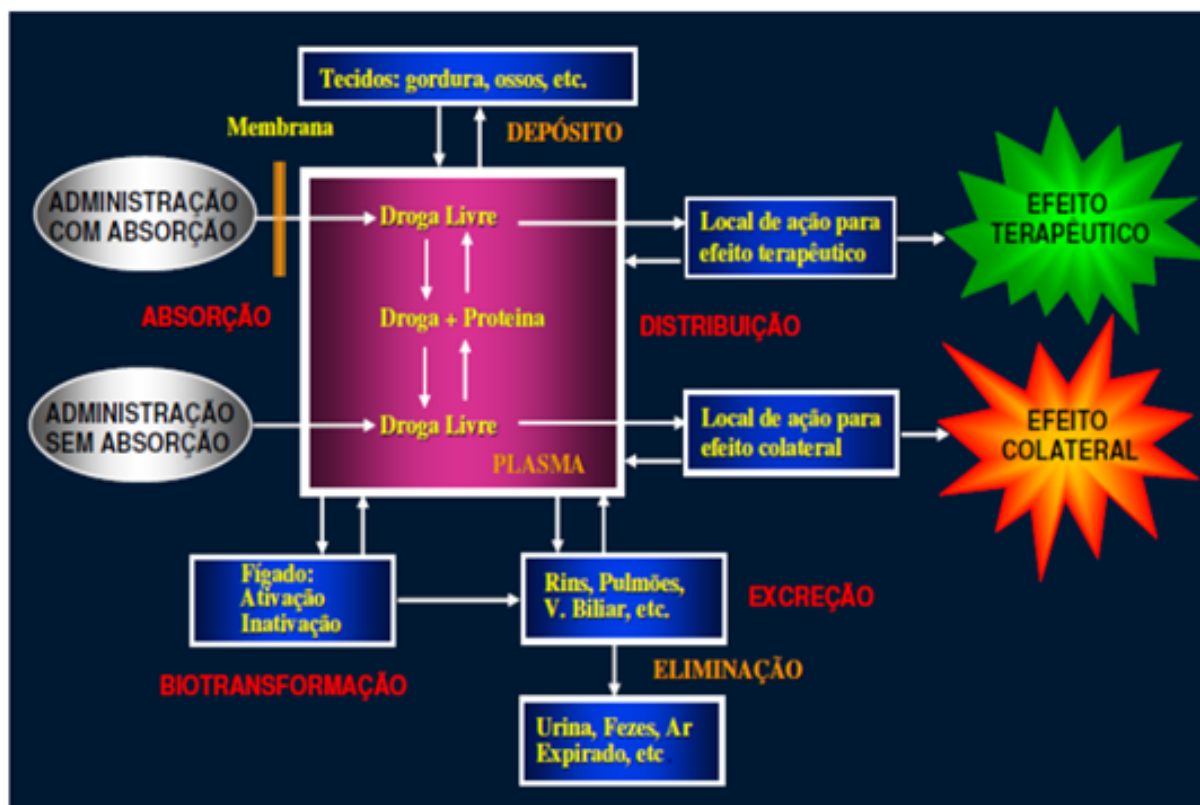 Tecidos: gordura, ossos, etc.
Membrana
DEPÓSITO
ADMINISTRAÇÃO
COM ABSORÇÃO
Droga Livre
Local de ação para
efeito terapêutico
EFEITO
TERAPÊUTICO
ABSORÇÃO
Droga + Proteina
DISTRIBUIÇÃO
ADMINISTRAÇÃO
SEM ABSORÇÃO
Droga Livre
PLASMA
Local de ação para
efeito colateral
EFEITO
COLATERAL
Fígado:
Ativação
Inativação
Rins, Pulmões,
V. Biliar, etc.
EXCREÇÃO
BIOTRANSFORMAÇÃO
ELIMINAÇÃO
Urina, Fezes, Ar
Expirado, etc